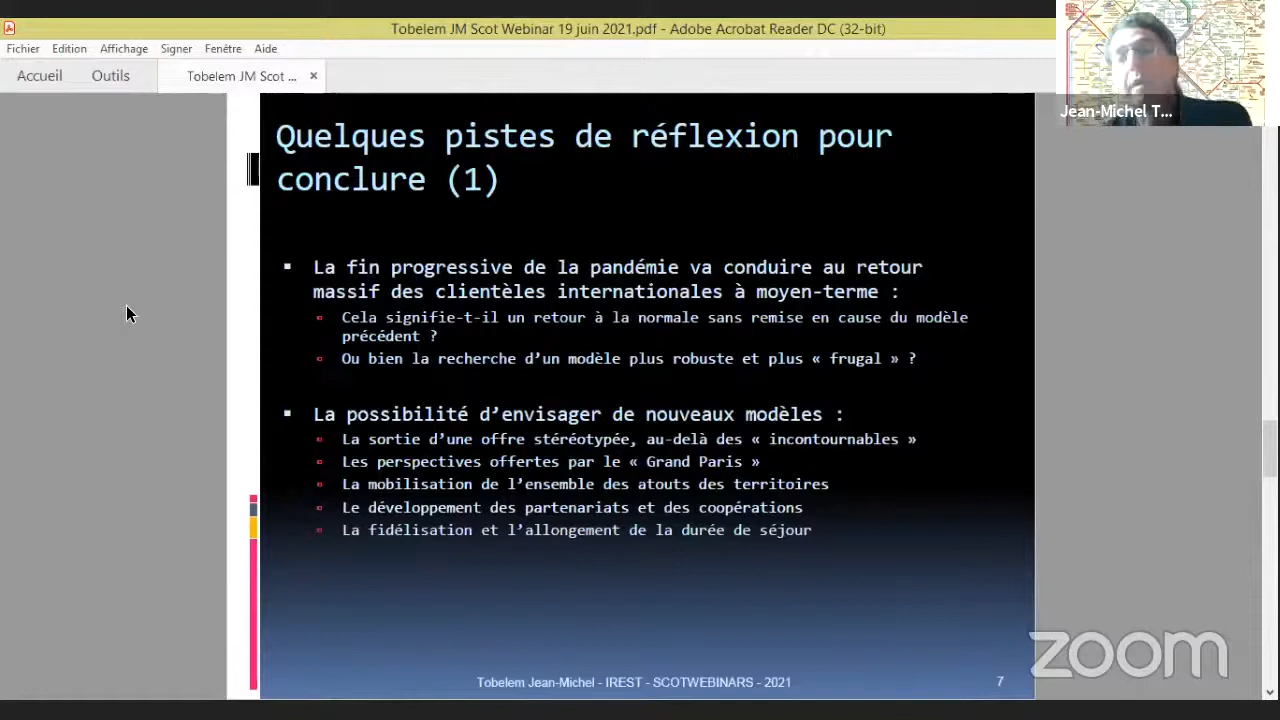 Tobelem JM Scot Webinar 19 juin 2021.pdf - Adobe Acrobat Reader DC (32-bit)
Fichier Edition Affichage Signer Fenêtre Aide
Accueil Outils Tobelem JM Scot ... ×
Jean-Michel T...
Quelques pistes de réflexion pour
conclure (1)
▪ La fin progressive de la pandémie va conduire au retour
massif des clientèles internationales à moyen-terme :
▫ Cela signifie-t-il un retour à la normale sans remise en cause du modèle
précédent ?
▫ Ou bien la recherche d’un modèle plus robuste et plus « frugal » ?
▪ La possibilité d’envisager de nouveaux modèles :
▫ La sortie d’une offre stéréotypée, au-delà des « incontournables »
▫ Les perspectives offertes par le « Grand Paris »
▫ La mobilisation de l’ensemble des atouts des territoires
▫ Le développement des partenariats et des coopérations
▫ La fidélisation et l’allongement de la durée de séjour
Tobelem Jean-Michel - IREST - SCOTWEBINARS - 2021
7
zoom